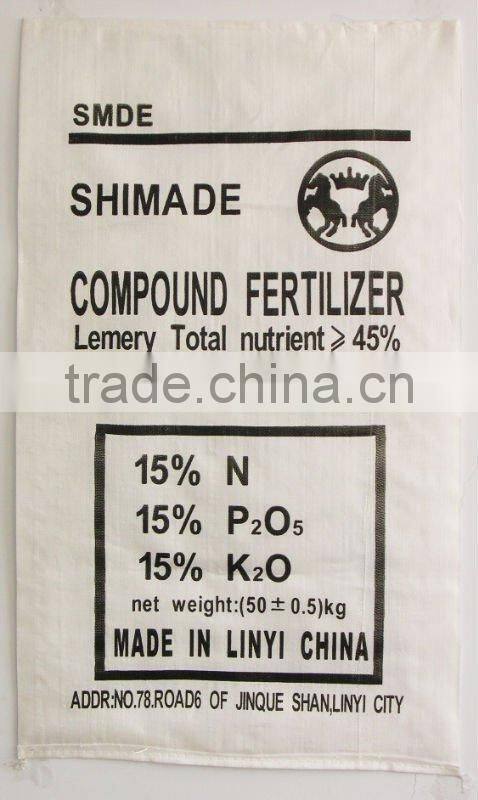 SMDE
SHIMADE
COMPOUND FERTILIZER
Lemery Total nutrient ⩾ 45%
trade.china.cn
15% N
15% P₂O₅
15% K₂O
net weight:(50 ± 0.5)kg
MADE IN LINYI CHINA
ADDR:NO.78.ROAD6 OF JINQUE SHAN,LINYI CITY